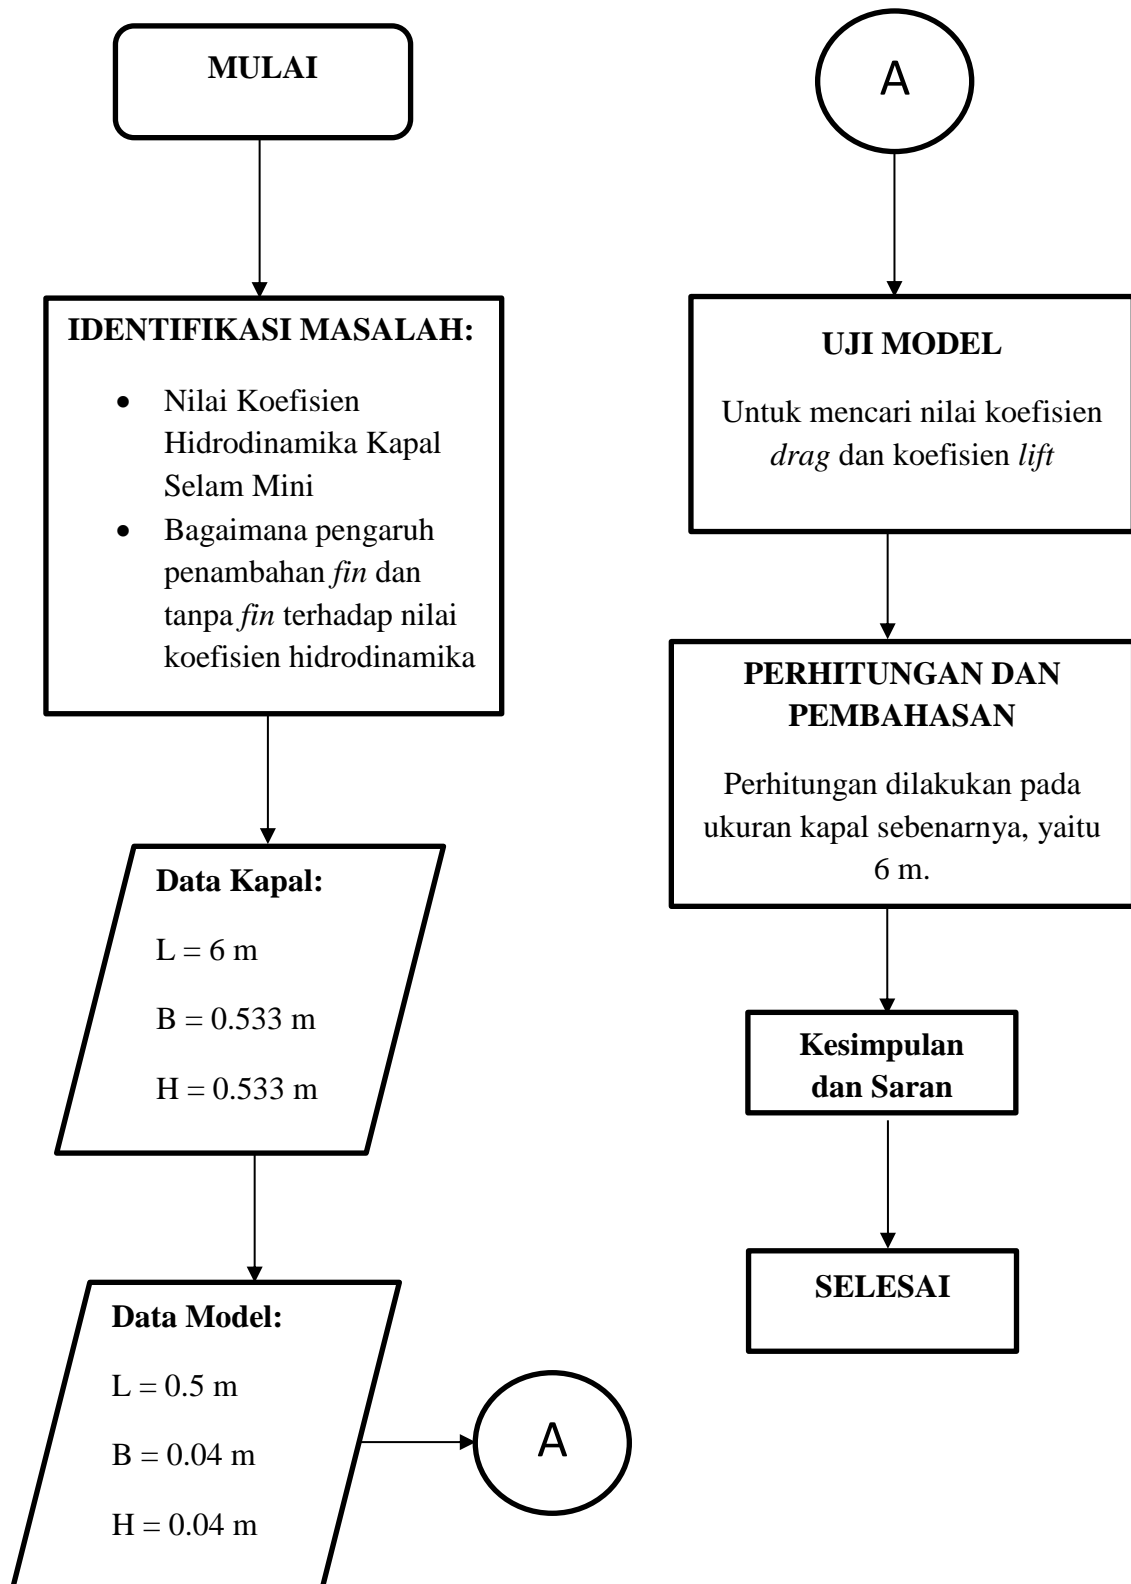 MULAI
IDENTIFIKASI MASALAH:
• Nilai Koefisien
Hidrodinamika Kapal
Selam Mini
• Bagaimana pengaruh
penambahan fin dan
tanpa fin terhadap nilai
koefisien hidrodinamika
Data Kapal:
L = 6 m
B = 0.533 m
H = 0.533 m
Data Model:
L = 0.5 m
B = 0.04 m
H = 0.04 m
A
A
UJI MODEL
Untuk mencari nilai koefisien
drag dan koefisien lift
PERHITUNGAN DAN
PEMBAHASAN
Perhitungan dilakukan pada
ukuran kapal sebenarnya, yaitu
6 m.
Kesimpulan
dan Saran
SELESAI